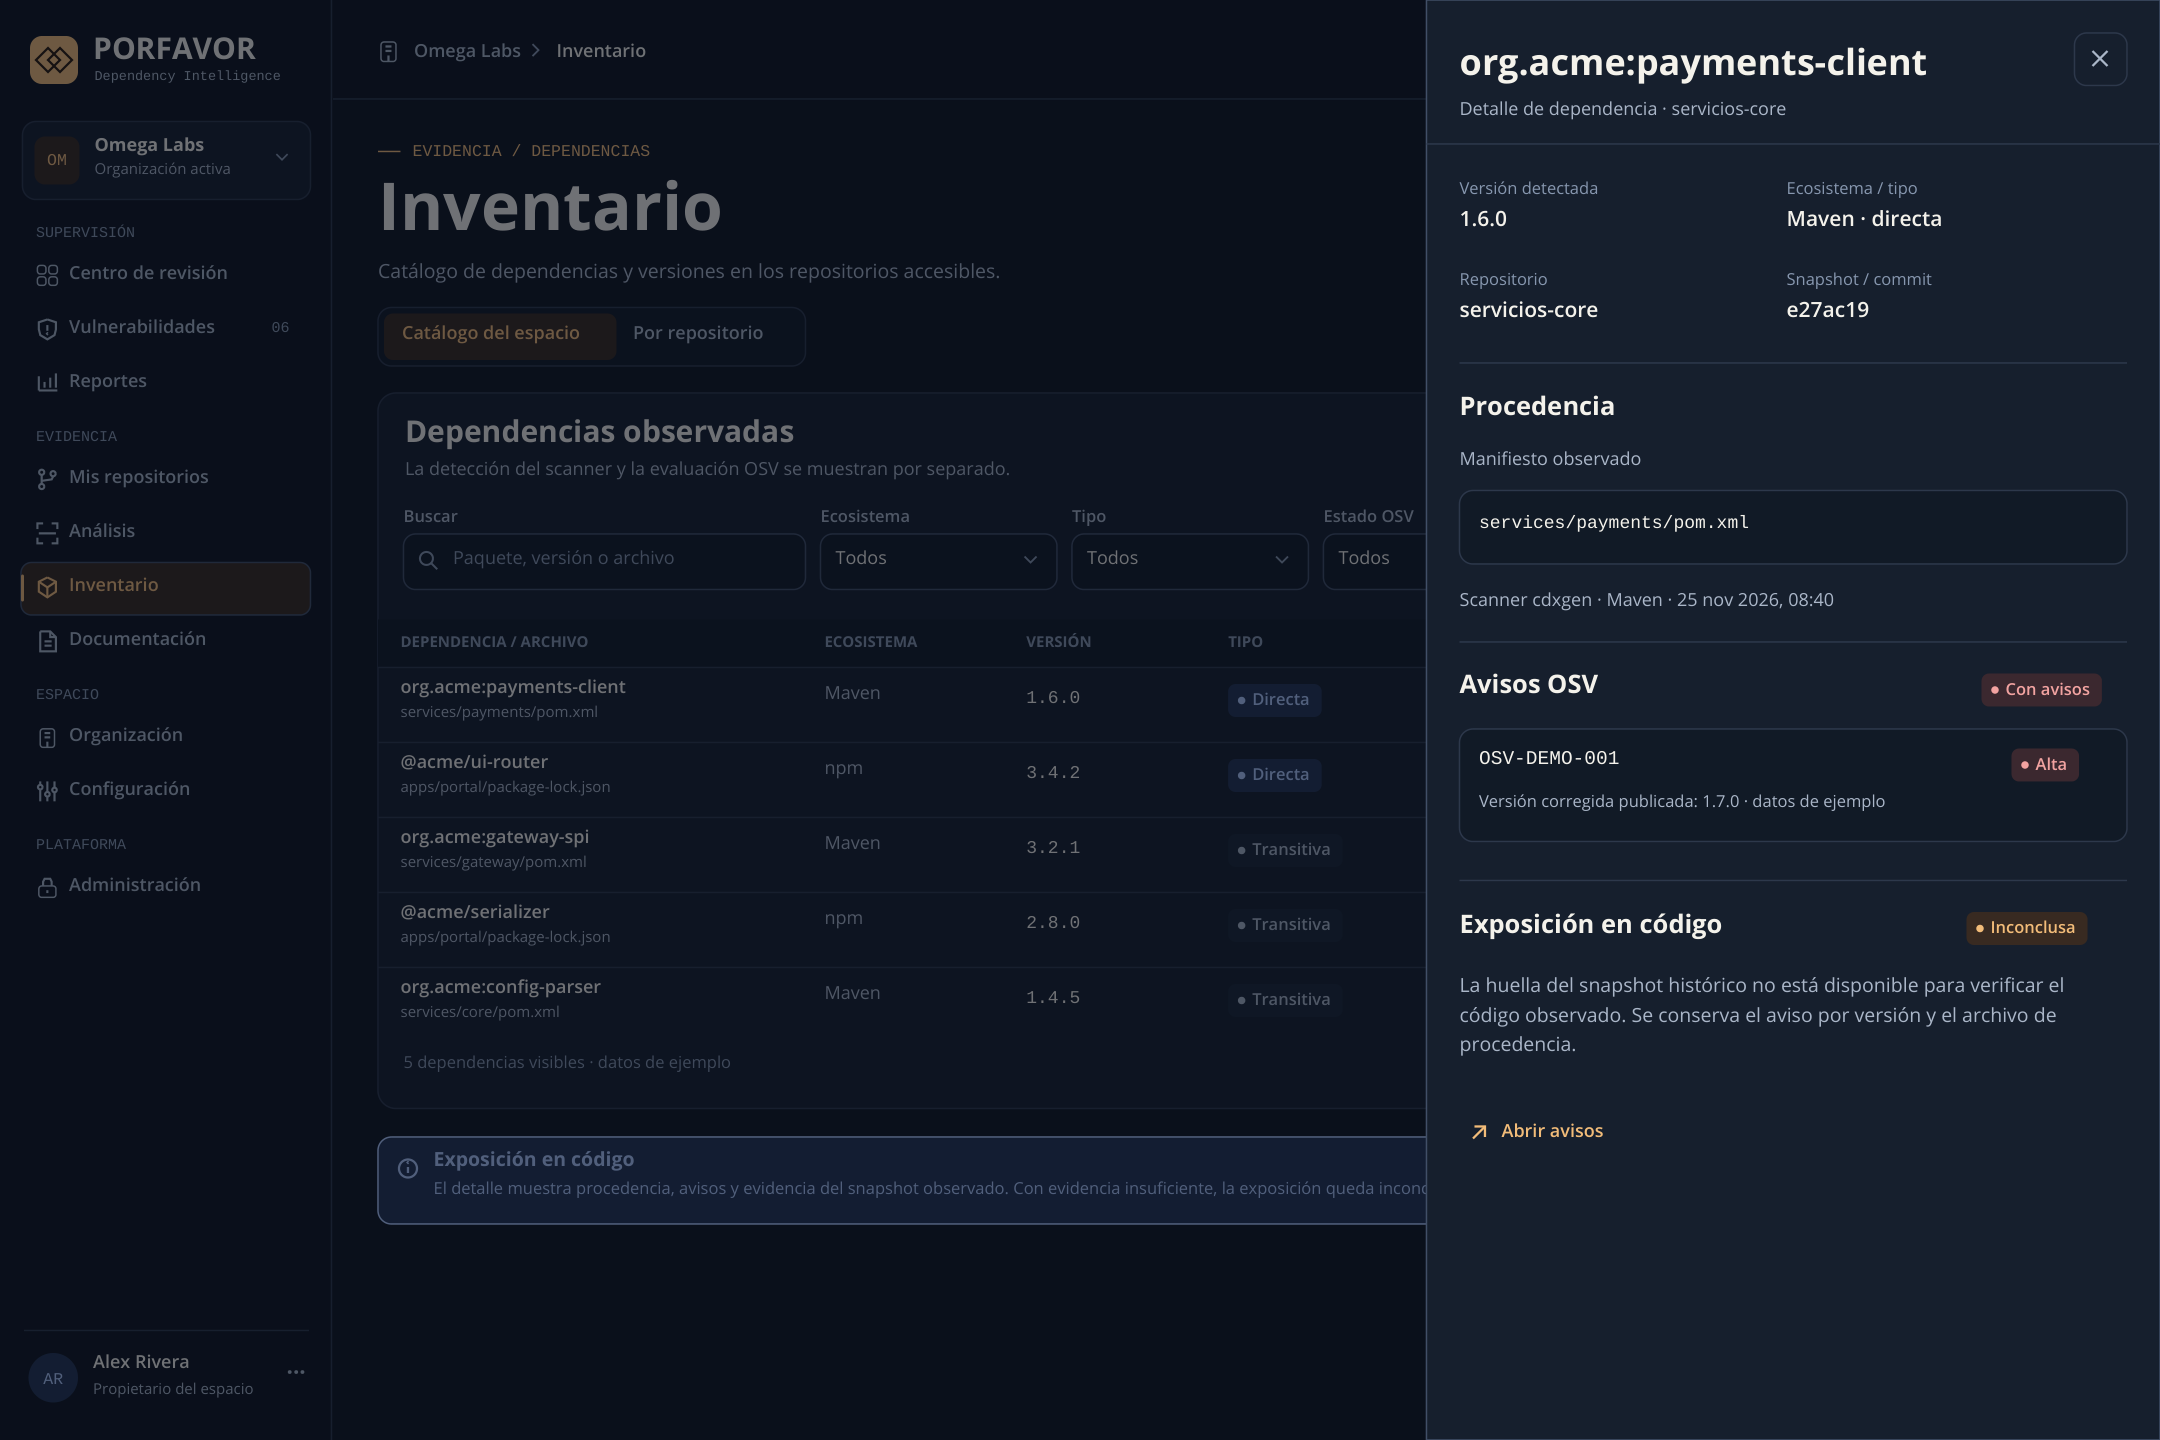 PORFAVOR
Dependency Intelligence
OM
Omega Labs
Organización activa
SUPERVISIÓN
Centro de revisión
Vulnerabilidades 06
Reportes
EVIDENCIA
Mis repositorios
Análisis
Inventario
Documentación
ESPACIO
Organización
Configuración
PLATAFORMA
Administración
AR
Alex Rivera
Propietario del espacio
Omega Labs > Inventario
EVIDENCIA / DEPENDENCIAS
Inventario
Catálogo de dependencias y versiones en los repositorios accesibles.
Catálogo del espacio Por repositorio
Dependencias observadas
La detección del scanner y la evaluación OSV se muestran por separado.
Buscar Ecosistema Tipo Estado OSV
Paquete, versión o archivo Todos Todos Todos
DEPENDENCIA / ARCHIVO ECOSISTEMA VERSIÓN TIPO
org.acme:payments-client Maven 1.6.0 Directa
services/payments/pom.xml
@acme/ui-router npm 3.4.2 Directa
apps/portal/package-lock.json
org.acme:gateway-spi Maven 3.2.1 Transitiva
services/gateway/pom.xml
@acme/serializer npm 2.8.0 Transitiva
apps/portal/package-lock.json
org.acme:config-parser Maven 1.4.5 Transitiva
services/core/pom.xml
5 dependencias visibles · datos de ejemplo
Exposición en código
El detalle muestra procedencia, avisos y evidencia del snapshot observado. Con evidencia insuficiente, la exposición queda inconc
org.acme:payments-client
Detalle de dependencia · servicios-core
Versión detectada Ecosistema / tipo
1.6.0 Maven · directa
Repositorio Snapshot / commit
servicios-core e27ac19
Procedencia
Manifiesto observado
services/payments/pom.xml
Scanner cdxgen · Maven · 25 nov 2026, 08:40
Avisos OSV Con avisos
OSV-DEMO-001 Alta
Versión corregida publicada: 1.7.0 · datos de ejemplo
Exposición en código Inconclusa
La huella del snapshot histórico no está disponible para verificar el
código observado. Se conserva el aviso por versión y el archivo de
procedencia.
Abrir avisos